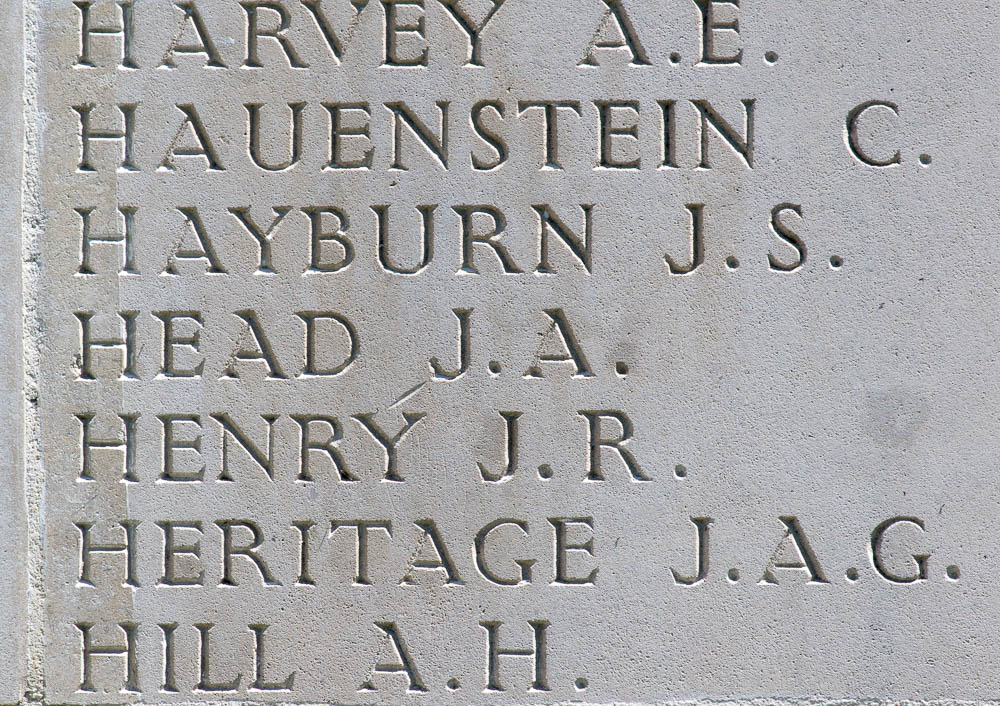 HARVEY A.E.
HAUENSTEIN C.
HAYBURN J.S.
HEAD J.A.
HENRY J.R.
HERITAGE J.A.G.
HILL A.H.